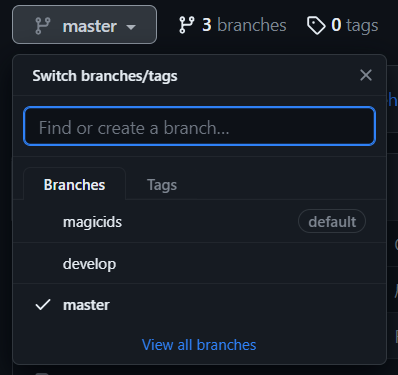 master
3 branches
0 tags
Switch branches/tags
Find or create a branch...
Branches
Tags
magicids
default
develop
master
View all branches